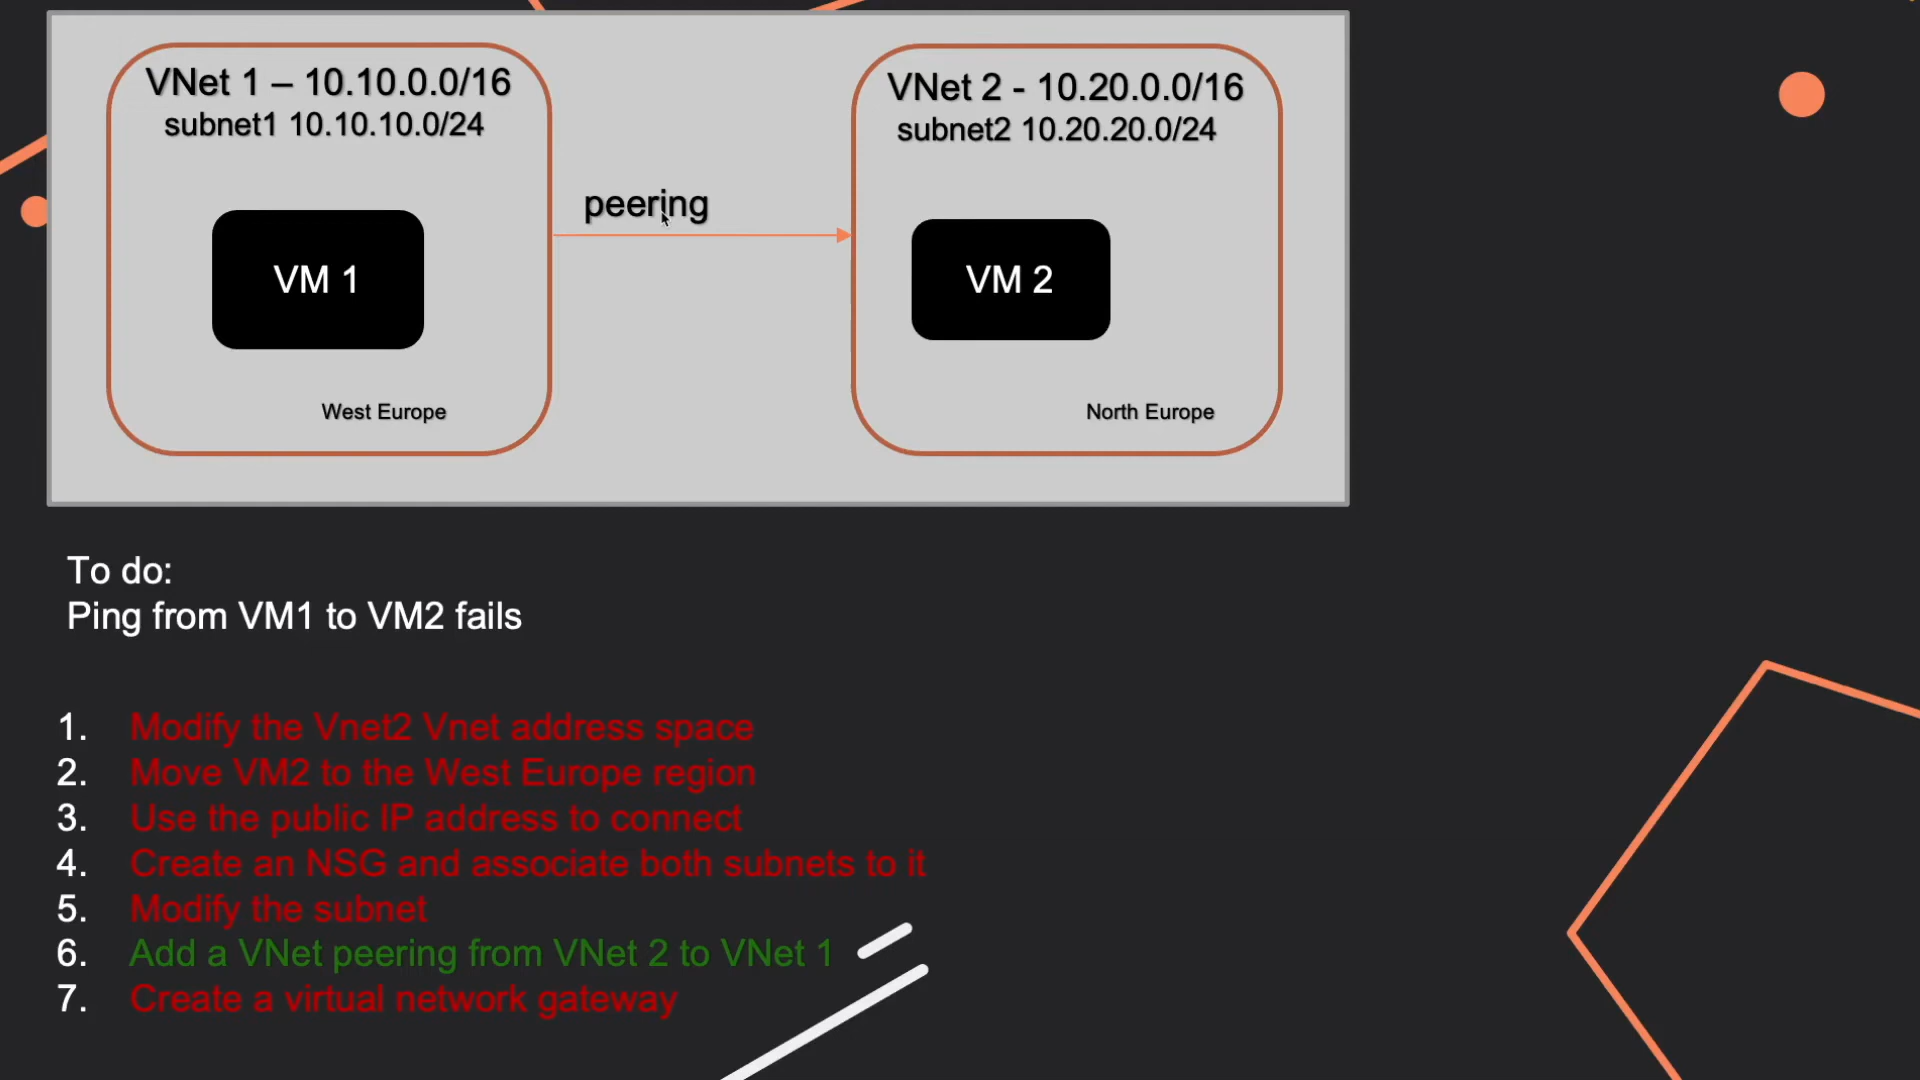 VNet 1 – 10.10.0.0/16
subnet1 10.10.10.0/24
VM 1
West Europe
peering
VNet 2 - 10.20.0.0/16
subnet2 10.20.20.0/24
VM 2
North Europe
To do:
Ping from VM1 to VM2 fails
1. Modify the Vnet2 Vnet address space
2. Move VM2 to the West Europe region
3. Use the public IP address to connect
4. Create an NSG and associate both subnets to it
5. Modify the subnet
6. Add a VNet peering from VNet 2 to VNet 1
7. Create a virtual network gateway